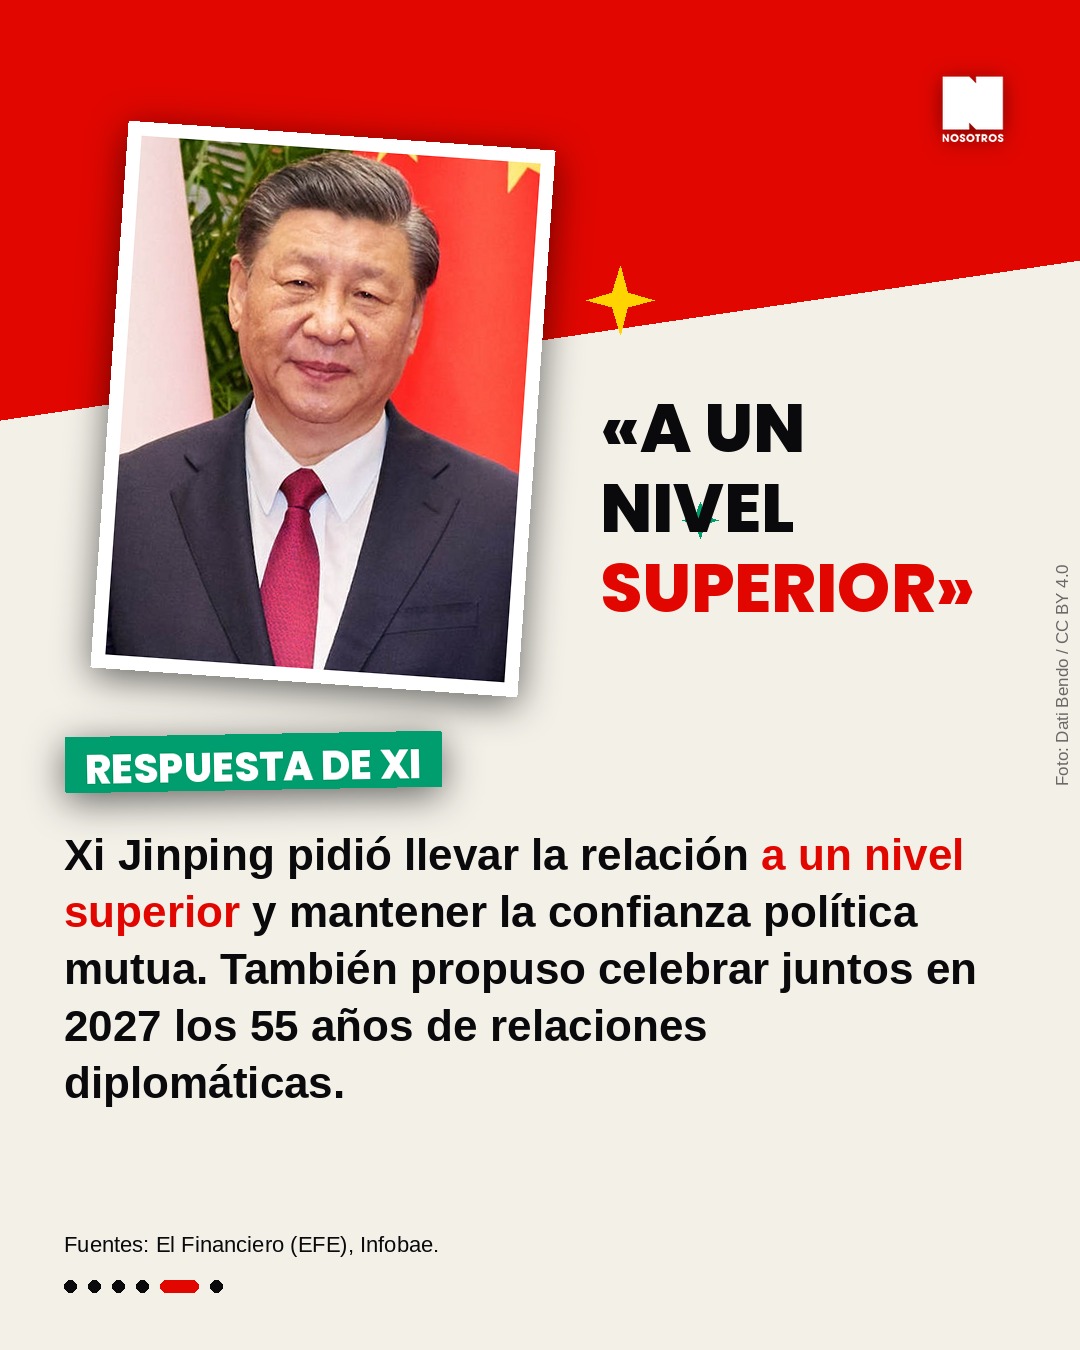 NOSOTROS
«A UN
NIVEL
SUPERIOR»
Foto: Dati Bendo / CC BY 4.0
RESPUESTA DE XI
Xi Jinping pidió llevar la relación a un nivel
superior y mantener la confianza política
mutua. También propuso celebrar juntos en
2027 los 55 años de relaciones
diplomáticas.
Fuentes: El Financiero (EFE), Infobae.